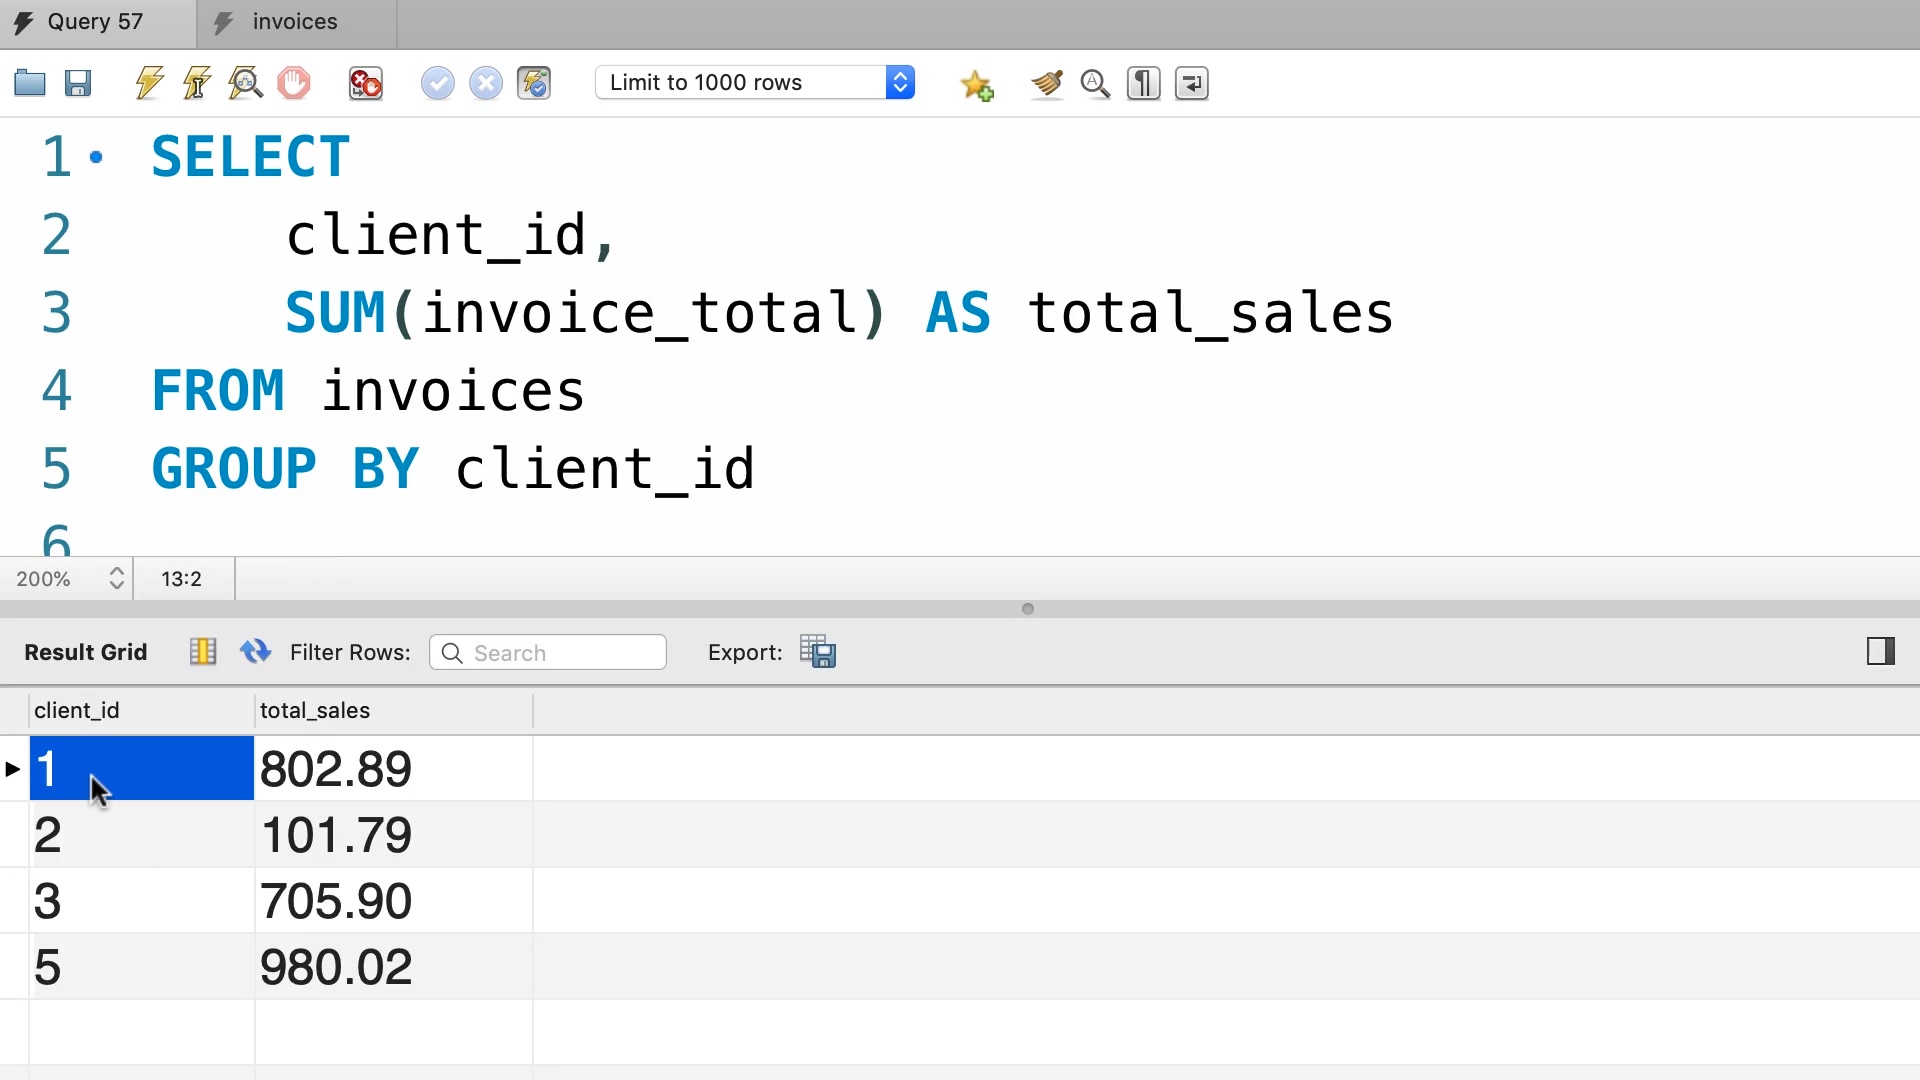 Query 57 invoices
Limit to 1000 rows
1 SELECT
2 client_id,
3 SUM(invoice_total) AS total_sales
4 FROM invoices
5 GROUP BY client_id
6
200% 13:2
Result Grid Filter Rows: Search Export:
client_id total_sales
1 802.89
2 101.79
3 705.90
5 980.02